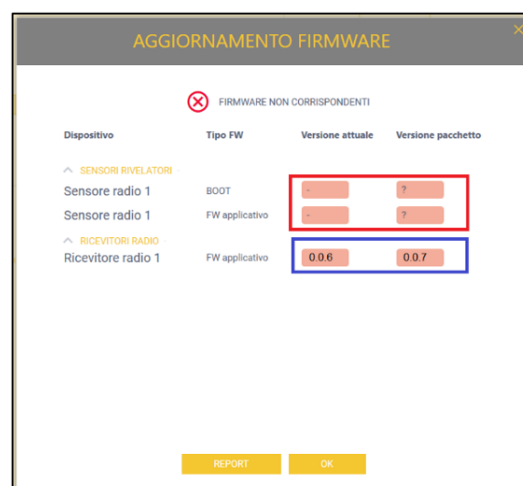 AGGIORNAMENTO FIRMWARE ×
FIRMWARE NON CORRISPONDENTI
Dispositivo Tipo FW Versione attuale Versione pacchetto
SENSORI RIVELATORI
Sensore radio 1 BOOT - ?
Sensore radio 1 FW applicativo - ?
RICEVITORI RADIO
Ricevitore radio 1 FW applicativo 0.0.6 0.0.7
REPORT OK